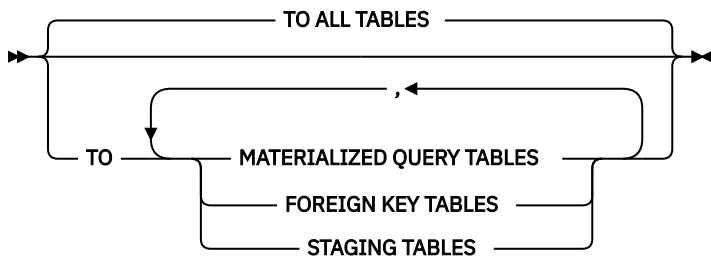 TO ALL TABLES
,
TO MATERIALIZED QUERY TABLES
FOREIGN KEY TABLES
STAGING TABLES